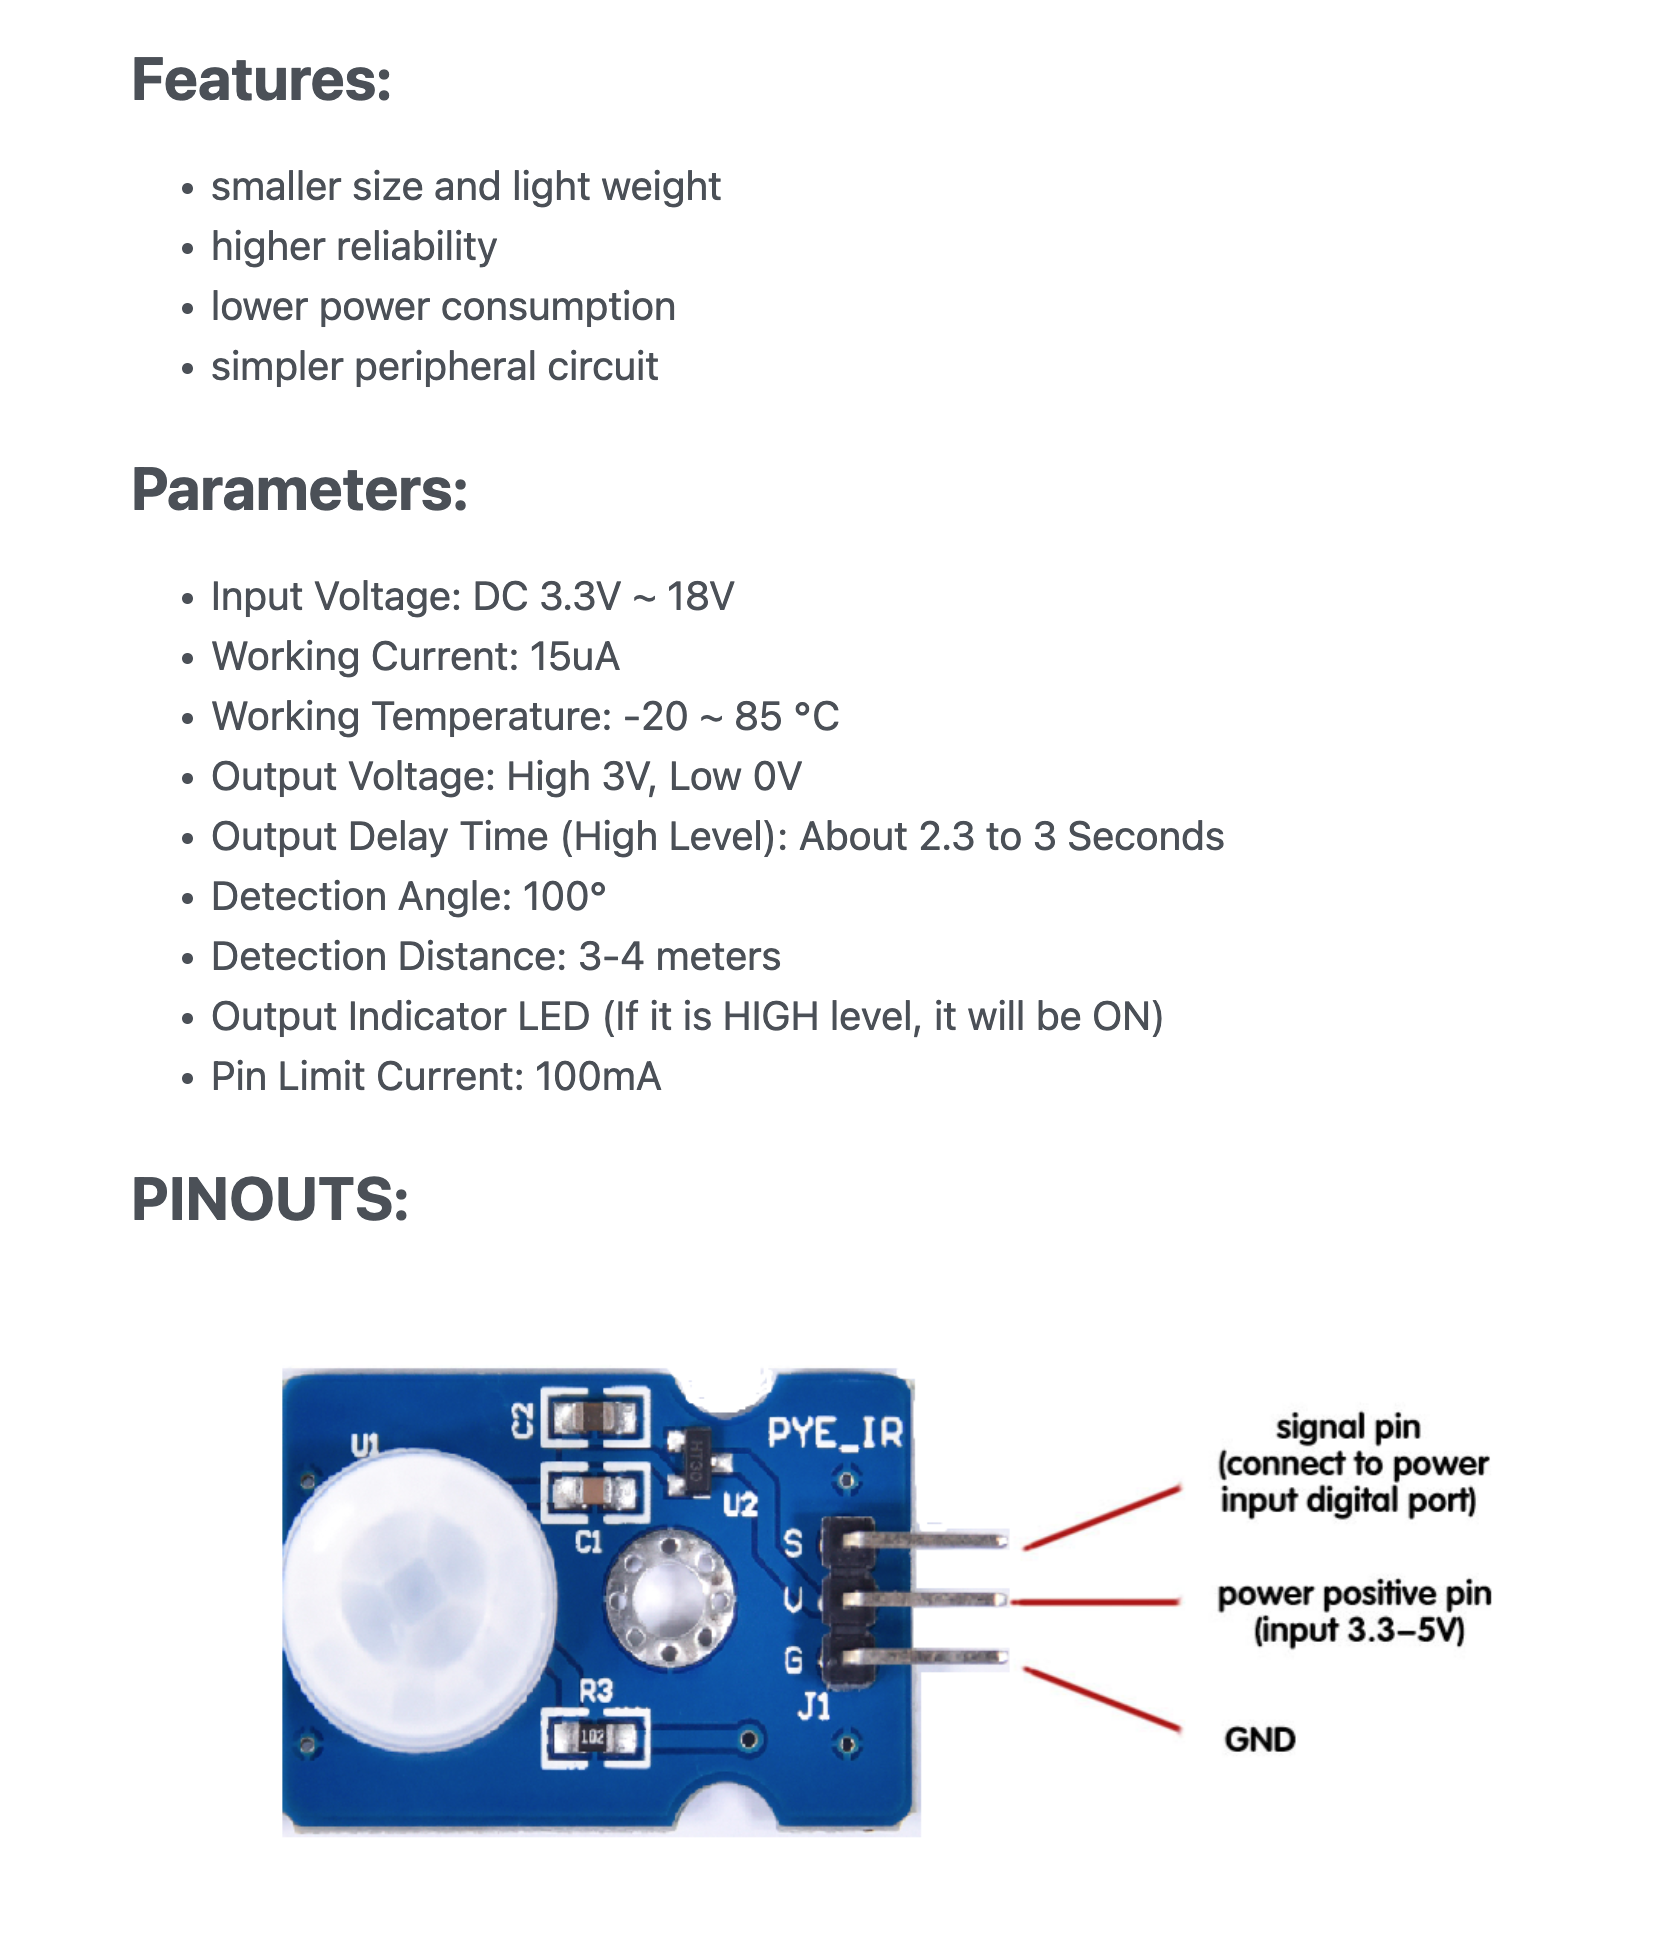 Features:
smaller size and light weight
higher reliability
lower power consumption
simpler peripheral circuit
Parameters:
Input Voltage: DC 3.3V ~ 18V
Working Current: 15uA
Working Temperature: -20 ~ 85 °C
Output Voltage: High 3V, Low 0V
Output Delay Time (High Level): About 2.3 to 3 Seconds
Detection Angle: 100°
Detection Distance: 3-4 meters
Output Indicator LED (If it is HIGH level, it will be ON)
Pin Limit Current: 100mA
PINOUTS:
C2
U1
PYE_IR
HT30
U2
C1
S
V
G
J1
R3
102
signal pin
(connect to power
input digital port)
power positive pin
(input 3.3–5V)
GND